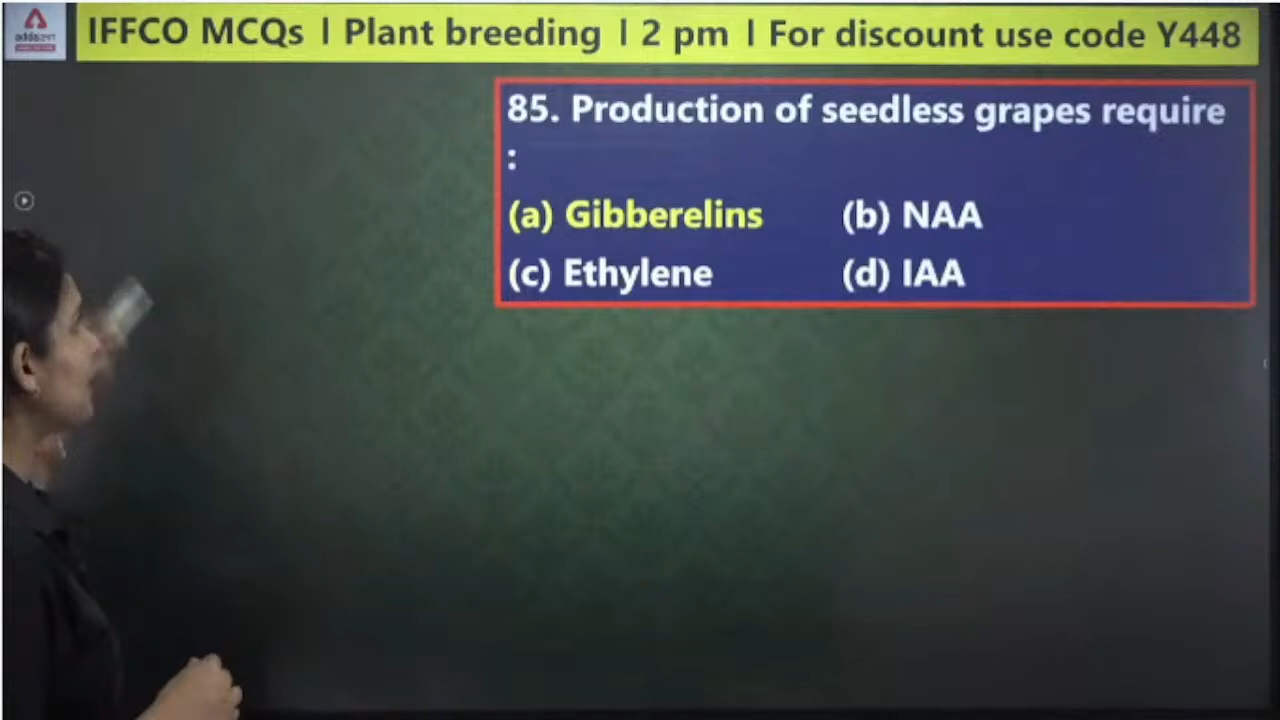 IFFCO MCQs I Plant breeding I 2 pm I For discount use code Y448
85. Production of seedless grapes require
:
(a) Gibberelins (b) NAA
(c) Ethylene (d) IAA